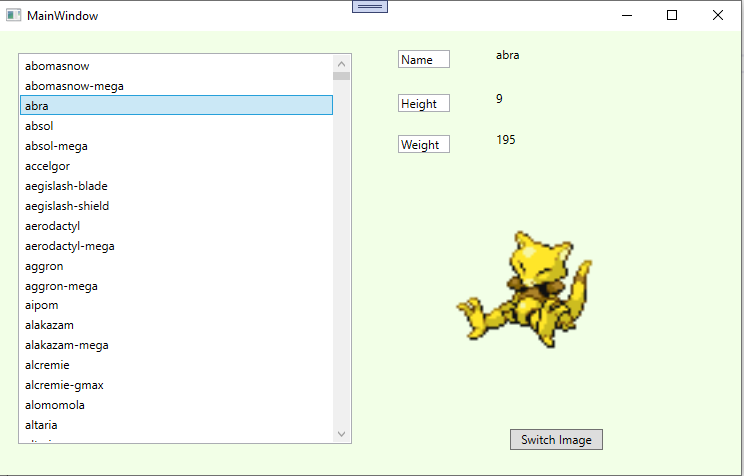 MainWindow
abomasnow
abomasnow-mega
abra
absol
absol-mega
accelgor
aegislash-blade
aegislash-shield
aerodactyl
aerodactyl-mega
aggron
aggron-mega
aipom
alakazam
alakazam-mega
alcremie
alcremie-gmax
alomomola
altaria
Name abra
Height 9
Weight 195
Switch Image